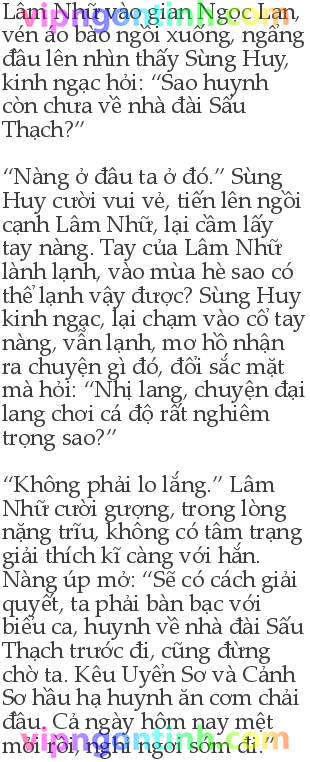 Lâm Nhữ vào gian Ngọc Lan,
vipngontinh.com
vén áo bào ngồi xuống, ngẩng
đầu lên nhìn thấy Sùng Huy,
kinh ngạc hỏi: “Sao huynh
còn chưa về nhà đài Sấu
Thạch?”
“Nàng ở đâu ta ở đó.” Sùng
Huy cười vui vẻ, tiến lên ngồi
cạnh Lâm Nhữ, lại cầm lấy
tay nàng. Tay của Lâm Nhữ
lành lạnh, vào mùa hè sao có
thể lạnh vậy được? Sùng Huy
kinh ngạc, lại chạm vào cổ tay
nàng, vẫn lạnh, mơ hồ nhận
ra chuyện gì đó, đổi sắc mặt
mà hỏi: “Nhị lang, chuyện đại
lang chơi cá độ rất nghiêm
trọng sao?”
“Không phải lo lắng.” Lâm
Nhữ cười gượng, trong lòng
nặng trĩu, không có tâm trạng
giải thích kĩ càng với hắn.
Nàng úp mở: “Sẽ có cách giải
quyết, ta phải bàn bạc với
biểu ca, huynh về nhà đài Sấu
Thạch trước đi, cũng đừng
chờ ta. Kêu Uyển Sơ và Cảnh
Sơ hầu hạ huynh ăn cơm chải
đầu. Cả ngày hôm nay mệt
mỏi rồi, nghỉ ngơi sớm đi.”
vipngontinh.com